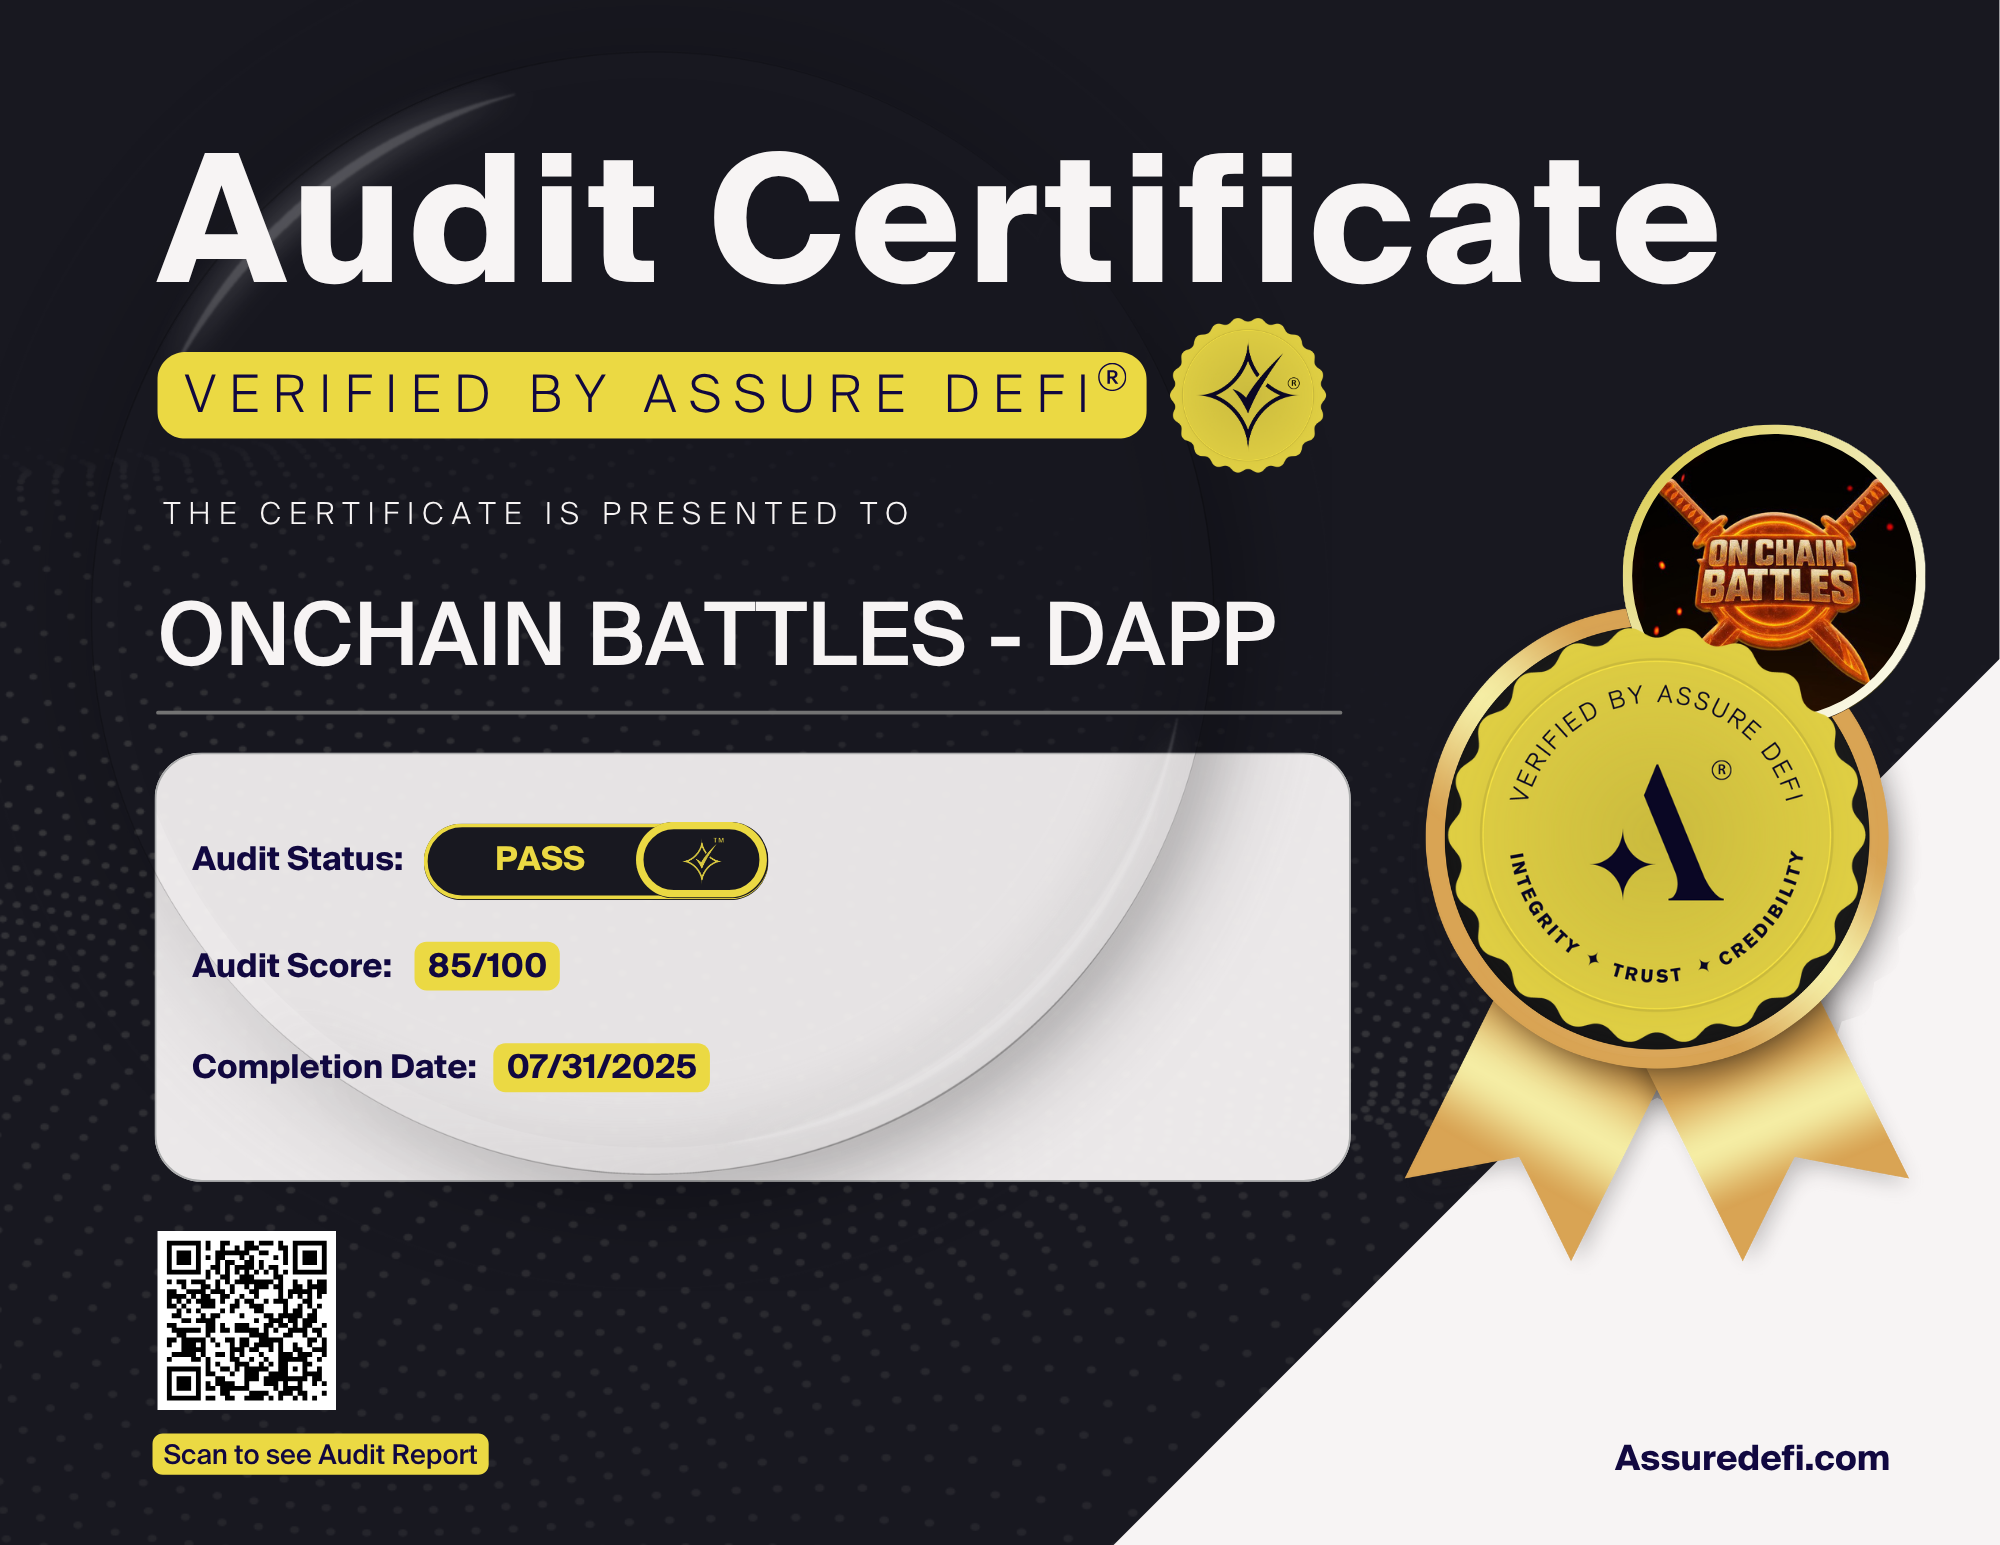 Audit Certificate
VERIFIED BY ASSURE DEFI®
®
THE CERTIFICATE IS PRESENTED TO
ONCHAIN BATTLES - DAPP
ON CHAIN
BATTLES
VERIFIED BY ASSURE DEFI
®
INTEGRITY ✦ TRUST ✦ CREDIBILITY
Audit Status: PASS ™
Audit Score: 85/100
Completion Date: 07/31/2025
Scan to see Audit Report
Assuredefi.com